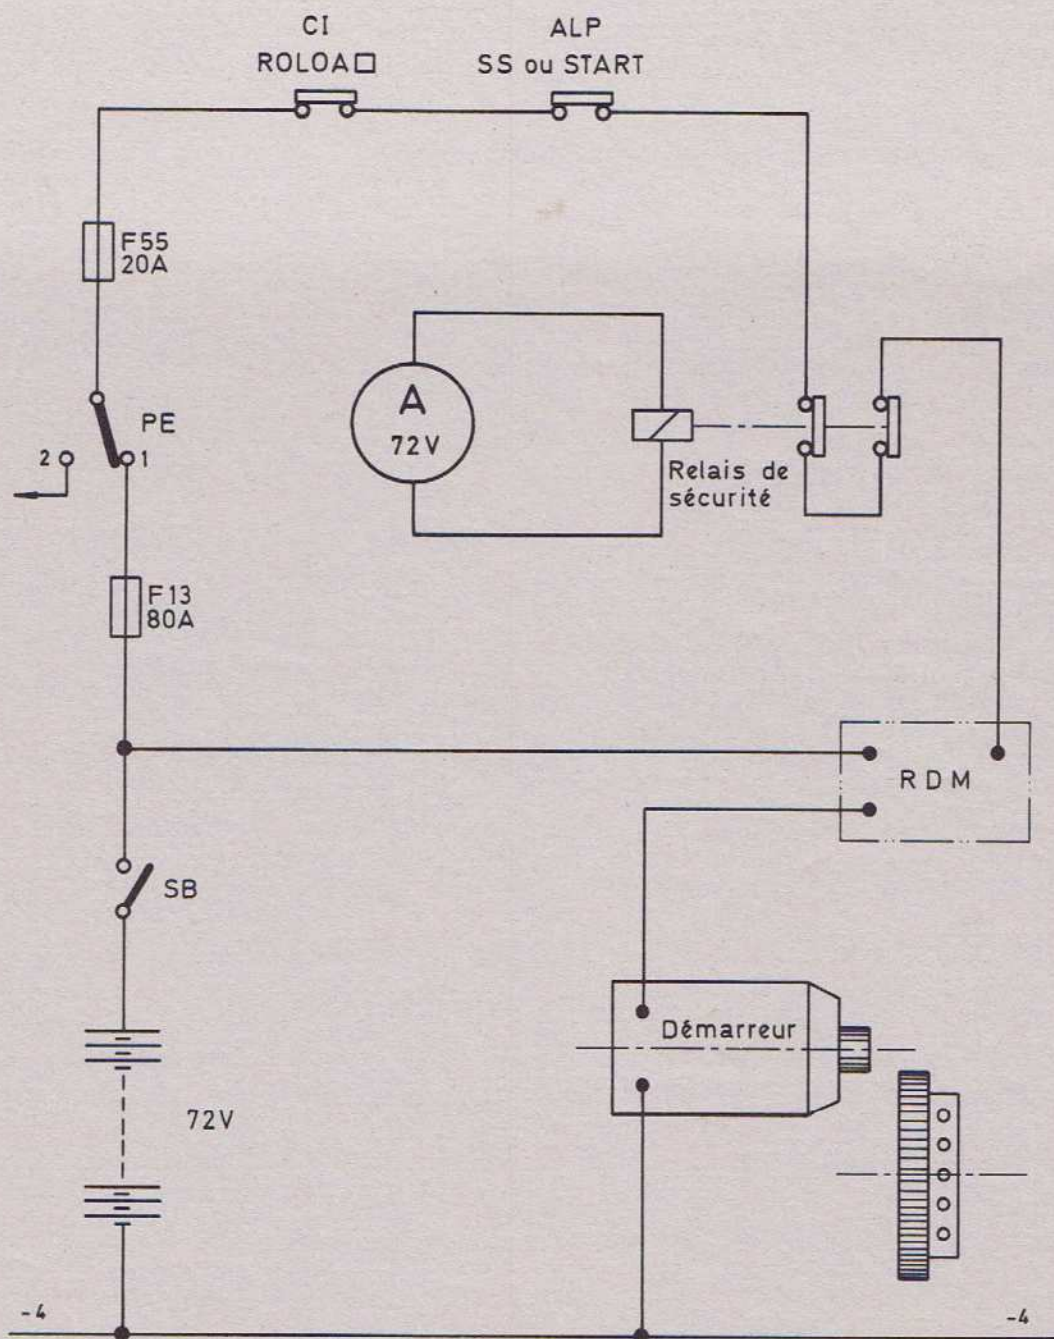 CI
ROLOA□
ALP
SS ou START
F55
20A
PE
2
1
A
72V
Relais de
sécurité
F13
80A
RDM
SB
Démarreur
72V
-4
-4